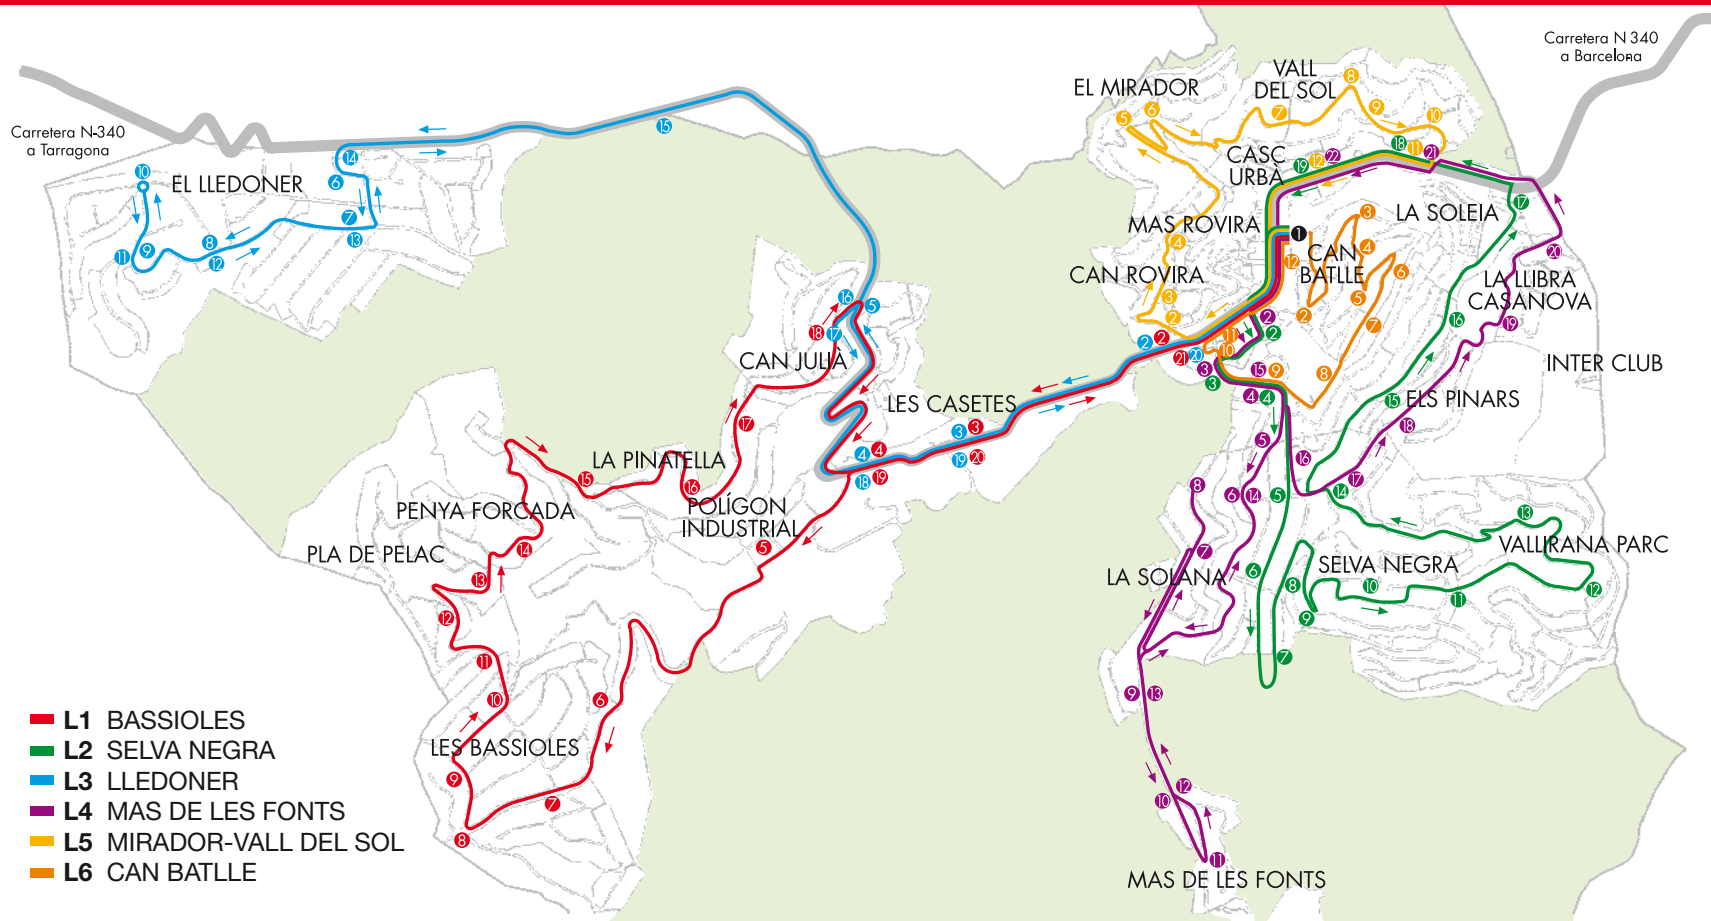 Carretera N 340
a Barcelona
VALL
DEL SOL
EL MIRADOR
Carretera N-340
a Tarragona
CASC
URBÀ
EL LLEDONER
LA SOLEIA
MAS ROVIRA
CAN
BATLLE
CAN ROVIRA
LA LLIBRA
CASANOVA
CAN JULIÀ
INTER CLUB
LES CASETES
ELS PINARS
LA PINATELLA
PENYA FORCADA
POLÍGON
INDUSTRIAL
PLA DE PELAC
VALLIRANA PARC
SELVA NEGRA
LA SOLANA
LES BASSIOLES
MAS DE LES FONTS
L1 BASSIOLES
L2 SELVA NEGRA
L3 LLEDONER
L4 MAS DE LES FONTS
L5 MIRADOR-VALL DEL SOL
L6 CAN BATLLE